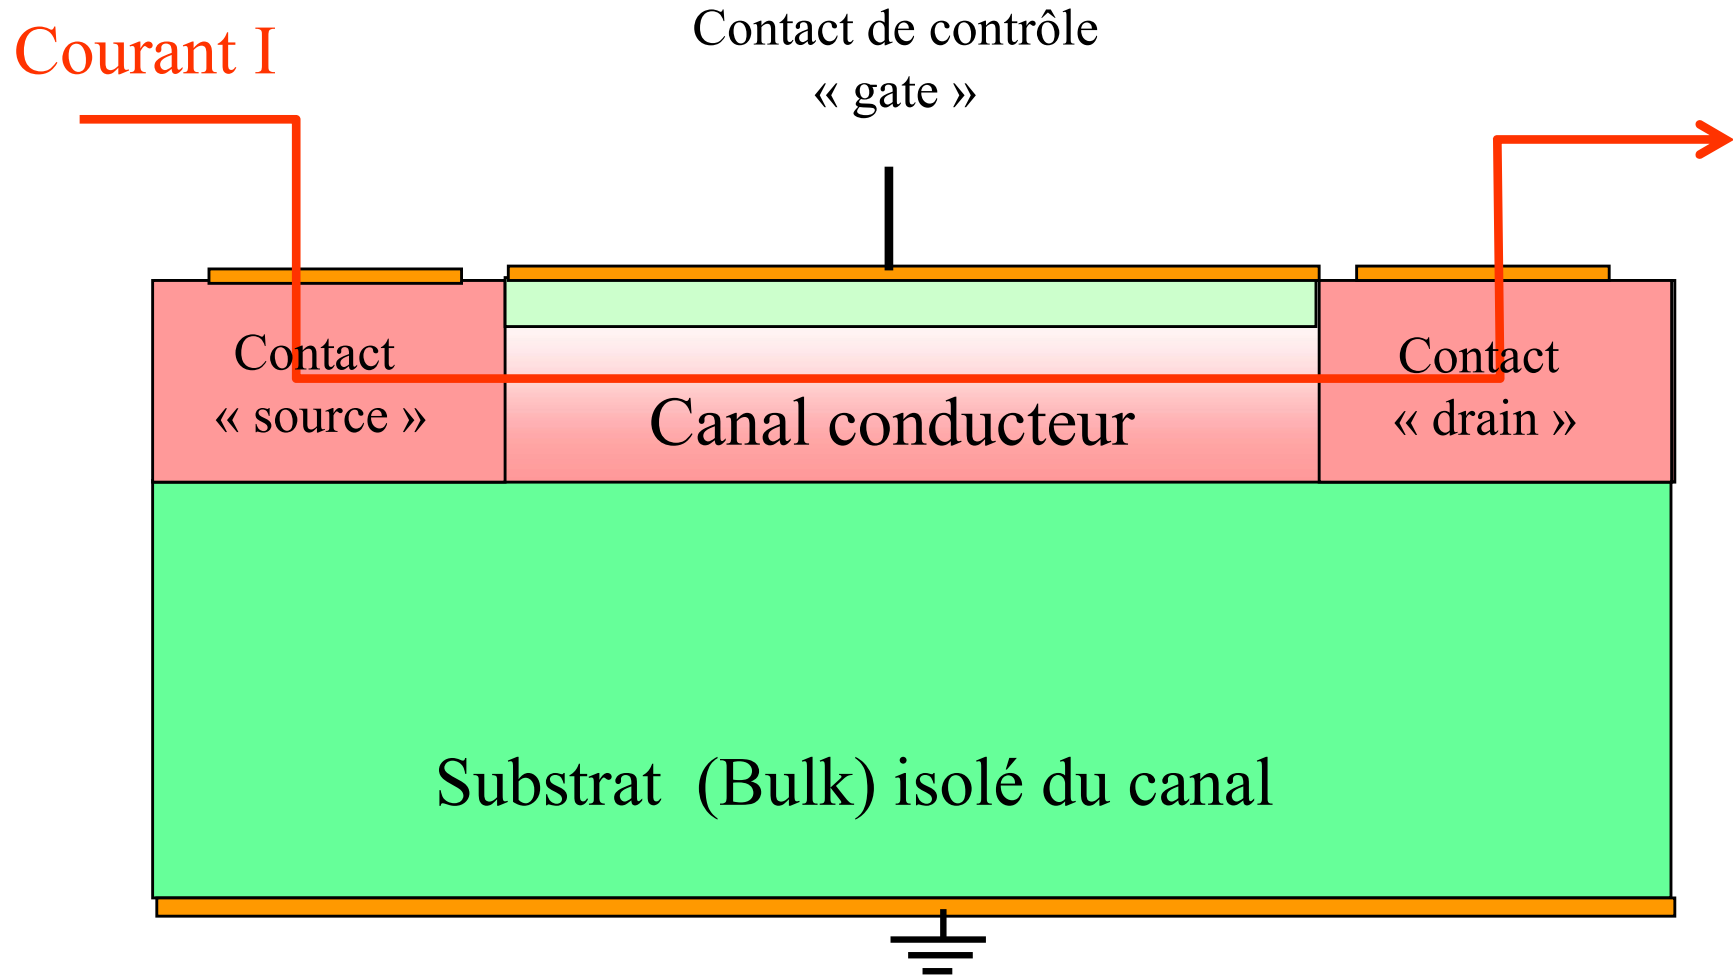 Courant I
Contact de contrôle
« gate »
Contact
« source »
Canal conducteur
Contact
« drain »
Substrat (Bulk) isolé du canal